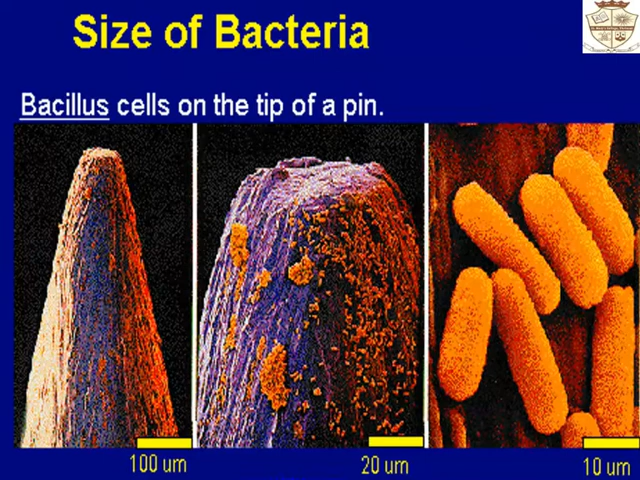 Size of Bacteria
Bacillus cells on the tip of a pin.
100 um
20 um
10 um